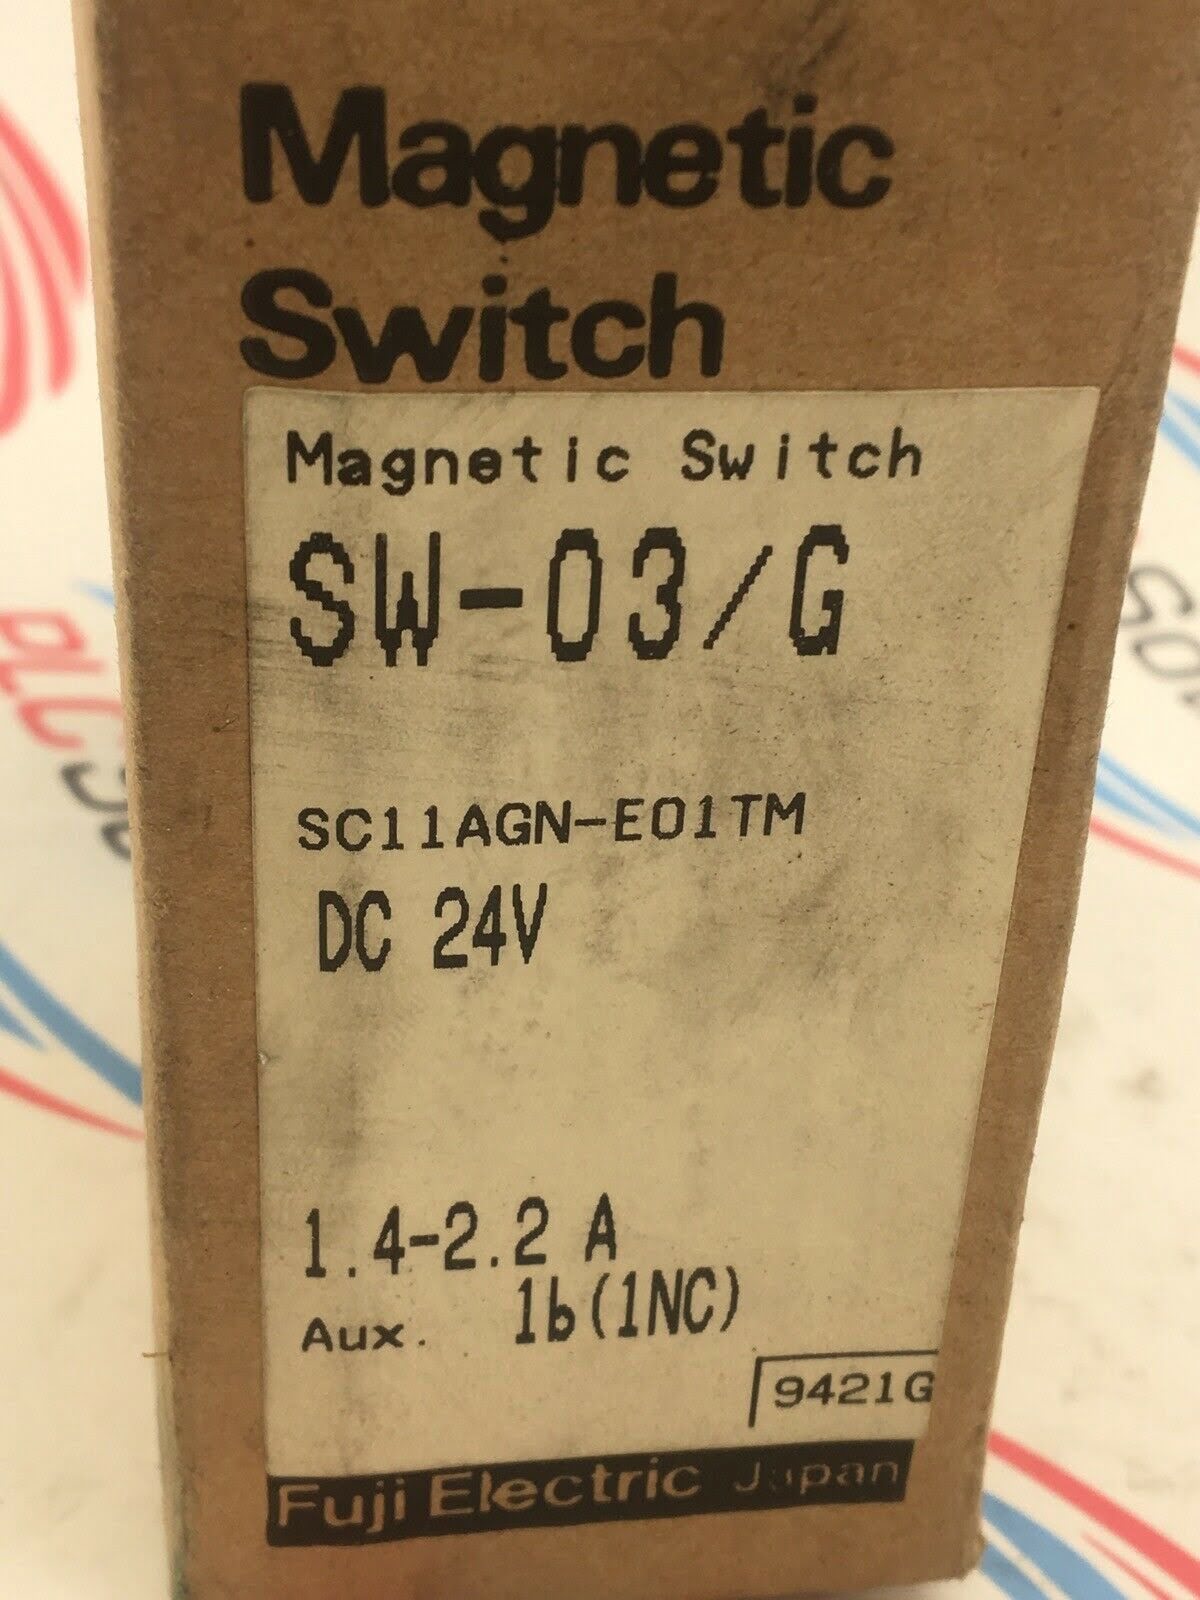 Magnetic
Switch
Magnetic Switch
SW-03/G
SC11AGN-E01TM
DC 24V
1.4-2.2 A
Aux. 1b(1NC)
9421G
Fuji Electric Japan
PLC